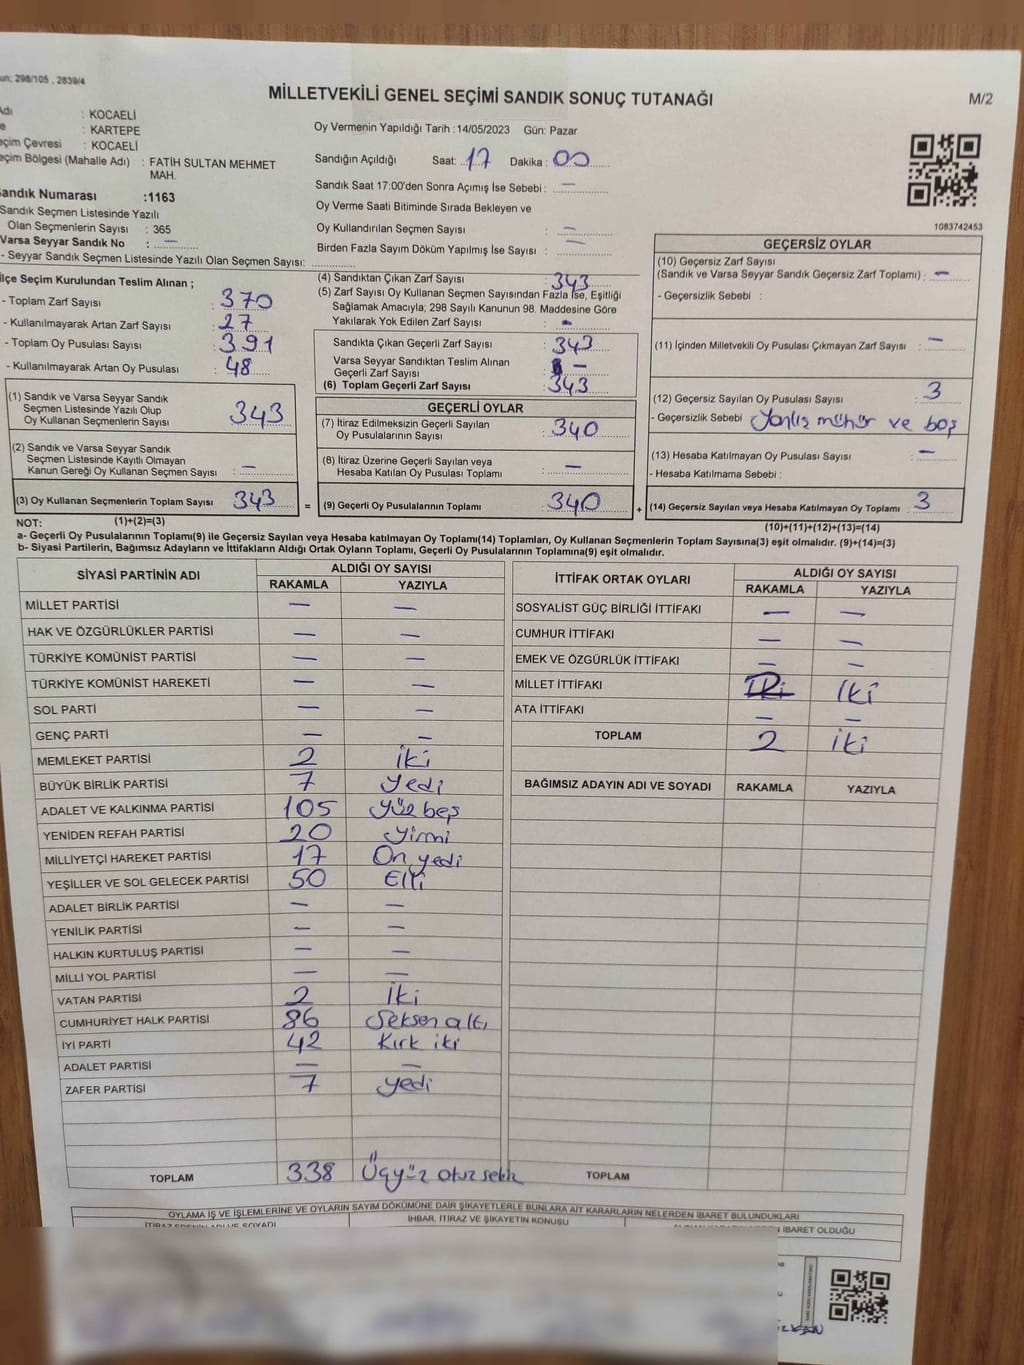 298/105 , 2839/4
MİLLETVEKİLİ GENEL SEÇİMİ SANDIK SONUÇ TUTANAĞI
M/2
: KOCAELİ
: KARTEPE
: KOCAELİ
(Mahalle Adı) : FATİH SULTAN MEHMET
MAH.
Sandık Numarası :1163
Sandık Seçmen Listesinde Yazılı
Olan Seçmenlerin Sayısı : 365
Varsa Seyyar Sandık No : —
- Seyyar Sandık Seçmen Listesinde Yazılı Olan Seçmen Sayısı:
Oy Vermenin Yapıldığı Tarih :14/05/2023 Gün: Pazar
Sandığın Açıldığı Saat: 17 Dakika : 00
Sandık Saat 17:00'den Sonra Açımış İse Sebebi : —
Oy Verme Saati Bitiminde Sırada Bekleyen ve
Oy Kullandırılan Seçmen Sayısı : —
Birden Fazla Sayım Döküm Yapılmış İse Sayısı : —
1083742453
İlçe Seçim Kurulundan Teslim Alınan ;
- Toplam Zarf Sayısı : 370
- Kullanılmayarak Artan Zarf Sayısı : 27
- Toplam Oy Pusulası Sayısı : 391
- Kullanılmayarak Artan Oy Pusulası : 48
(1) Sandık ve Varsa Seyyar Sandık
Seçmen Listesinde Yazılı Olup
Oy Kullanan Seçmenlerin Sayısı 343
(2) Sandık ve Varsa Seyyar Sandık
Seçmen Listesinde Kayıtlı Olmayan
Kanun Gereği Oy Kullanan Seçmen Sayısı : —
(3) Oy Kullanan Seçmenlerin Toplam Sayısı 343
(4) Sandıktan Çıkan Zarf Sayısı : 343
(5) Zarf Sayısı Oy Kullanan Seçmen Sayısından Fazla İse, Eşitliği
Sağlamak Amacıyla; 298 Sayılı Kanunun 98. Maddesine Göre
Yakılarak Yok Edilen Zarf Sayısı : -
Sandıkta Çıkan Geçerli Zarf Sayısı : 343
Varsa Seyyar Sandıktan Teslim Alınan
Geçerli Zarf Sayısı : —
(6) Toplam Geçerli Zarf Sayısı : 343
GEÇERLİ OYLAR
(7) İtiraz Edilmeksizin Geçerli Sayılan
Oy Pusulalarının Sayısı : 340
(8) İtiraz Üzerine Geçerli Sayılan veya
Hesaba Katılan Oy Pusulası Toplamı : —
= (9) Geçerli Oy Pusulalarının Toplamı : 340 +
GEÇERSİZ OYLAR
(10) Geçersiz Zarf Sayısı
(Sandık ve Varsa Seyyar Sandık Geçersiz Zarf Toplamı) : —
- Geçersizlik Sebebi :
(11) İçinden Milletvekili Oy Pusulası Çıkmayan Zarf Sayısı : —
(12) Geçersiz Sayılan Oy Pusulası Sayısı : 3
- Geçersizlik Sebebi Yanlış mühür ve boş
(13) Hesaba Katılmayan Oy Pusulası Sayısı : —
- Hesaba Katılmama Sebebi :
(14) Geçersiz Sayılan veya Hesaba Katılmayan Oy Toplamı : 3
NOT: (1)+(2)=(3)
(10)+(11)+(12)+(13)=(14)
a- Geçerli Oy Pusulalarının Toplamı(9) ile Geçersiz Sayılan veya Hesaba katılmayan Oy Toplamı(14) Toplamları, Oy Kullanan Seçmenlerin Toplam Sayısına(3) eşit olmalıdır. (9)+(14)=(3)
b- Siyasi Partilerin, Bağımsız Adayların ve İttifakların Aldığı Ortak Oyların Toplamı, Geçerli Oy Pusulalarının Toplamına(9) eşit olmalıdır.
SİYASİ PARTİNİN ADI ALDIĞI OY SAYISI
RAKAMLA YAZIYLA
MİLLET PARTİSİ — —
HAK VE ÖZGÜRLÜKLER PARTİSİ — —
TÜRKİYE KOMÜNİST PARTİSİ — —
TÜRKİYE KOMÜNİST HAREKETİ — —
SOL PARTİ — —
GENÇ PARTİ — —
MEMLEKET PARTİSİ 2 iki
BÜYÜK BİRLİK PARTİSİ 7 yedi
ADALET VE KALKINMA PARTİSİ 105 yüz beş
YENİDEN REFAH PARTİSİ 20 yirmi
MİLLİYETÇİ HAREKET PARTİSİ 17 On yedi
YEŞİLLER VE SOL GELECEK PARTİSİ 50 Elli
ADALET BİRLİK PARTİSİ — —
YENİLİK PARTİSİ — —
HALKIN KURTULUŞ PARTİSİ — —
MİLLİ YOL PARTİSİ — —
VATAN PARTİSİ 2 İki
CUMHURİYET HALK PARTİSİ 86 Seksen altı
İYİ PARTİ 42 Kırk iki
ADALET PARTİSİ — —
ZAFER PARTİSİ 7 yedi
TOPLAM 338 Üçyüz otuz sekiz
İTTİFAK ORTAK OYLARI ALDIĞI OY SAYISI
RAKAMLA YAZIYLA
SOSYALİST GÜÇ BİRLİĞİ İTTİFAKI — —
CUMHUR İTTİFAKI — —
EMEK VE ÖZGÜRLÜK İTTİFAKI — —
MİLLET İTTİFAKI İki
ATA İTTİFAKI — —
TOPLAM 2 iki
BAĞIMSIZ ADAYIN ADI VE SOYADI RAKAMLA YAZIYLA
TOPLAM
OYLAMA İŞ VE İŞLEMLERİNE VE OYLARIN SAYIM DÖKÜMÜNE DAİR ŞİKAYETLERLE BUNLARA AİT KARARLARIN NELERDEN İBARET BULUNDUKLARI
İHBAR, İTİRAZ VE ŞİKAYETİN KONUSU
İBARET OLDUĞU